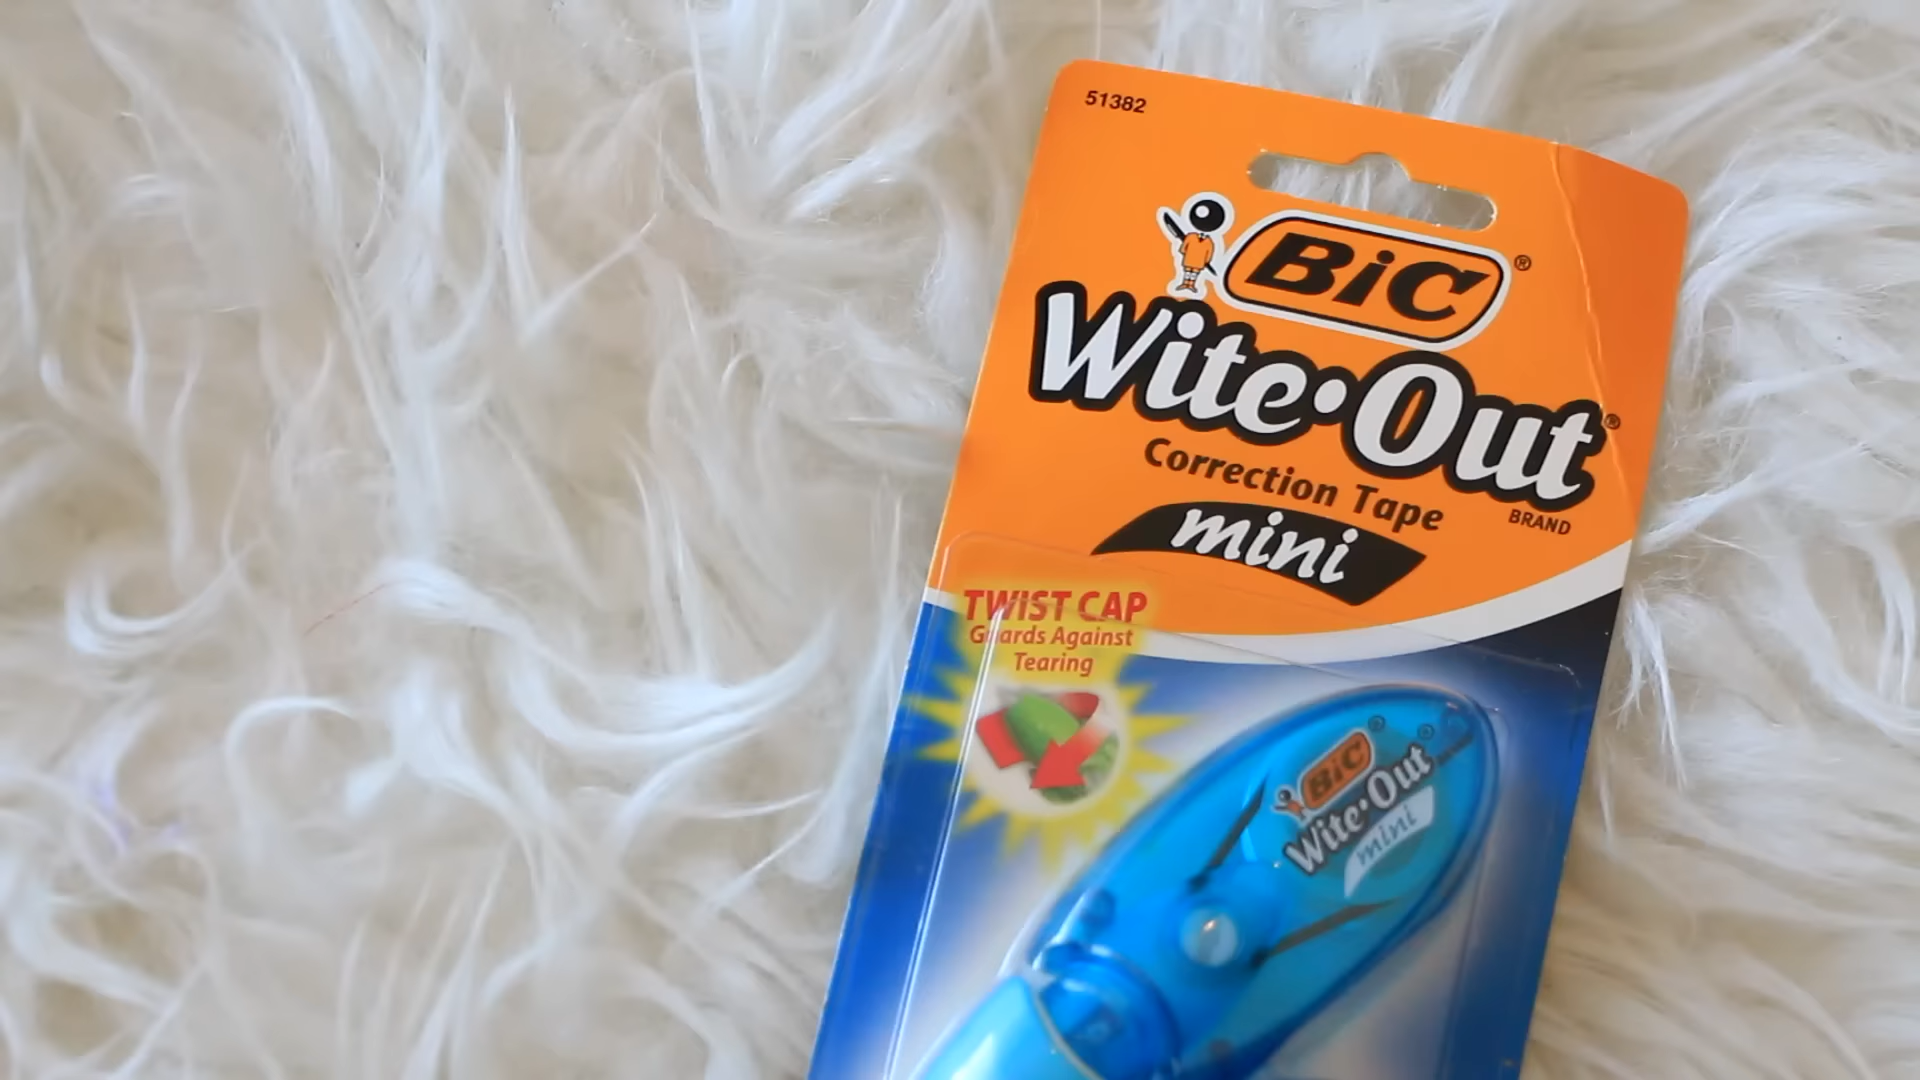 51382
BiC®
Wite•Out®
BRAND
Correction Tape
mini
TWIST CAP
Guards Against
Tearing
BiC®
Wite•Out®
mini